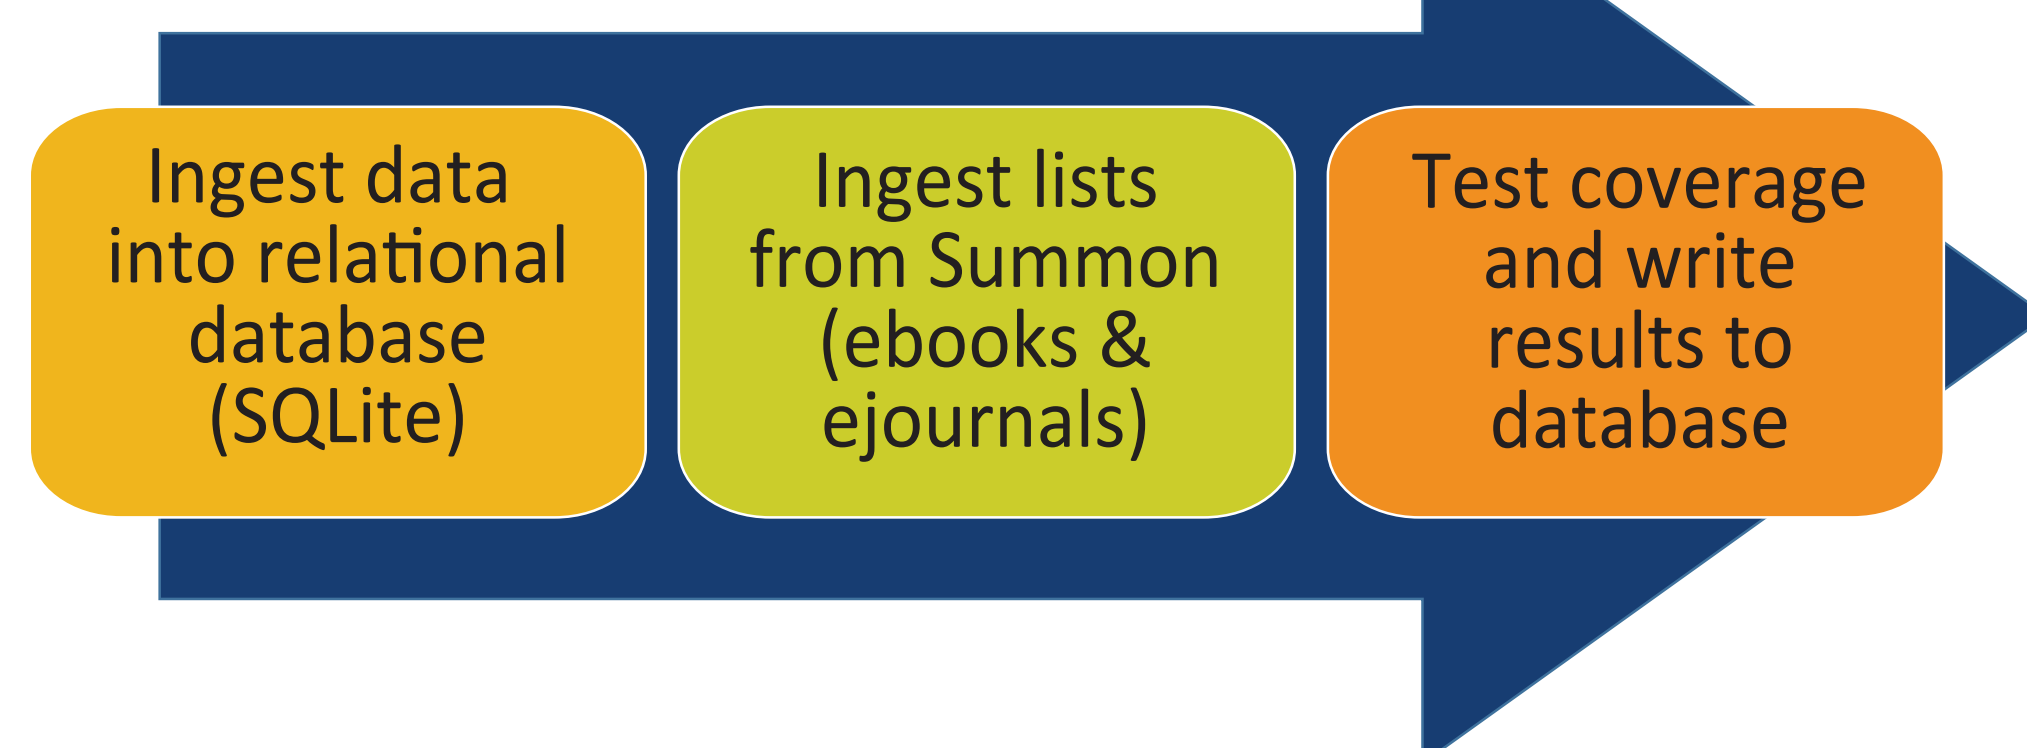 Ingest data
into relational
database
(SQLite)
Ingest lists
from Summon
(ebooks &
ejournals)
Test coverage
and write
results to
database